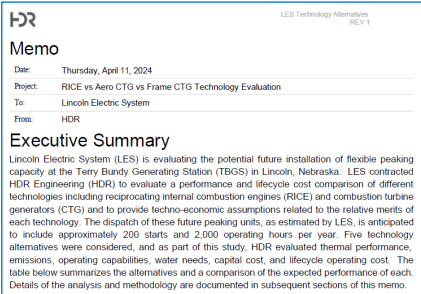 HDR
LES Technology Alternatives
REV 1
Memo
Date: Thursday, April 11, 2024
Project: RICE vs Aero CTG vs Frame CTG Technology Evaluation
To: Lincoln Electric System
From: HDR
Executive Summary
Lincoln Electric System (LES) is evaluating the potential future installation of flexible peaking
capacity at the Terry Bundy Generating Station (TBGS) in Lincoln, Nebraska. LES contracted
HDR Engineering (HDR) to evaluate a performance and lifecycle cost comparison of different
technologies including reciprocating internal combustion engines (RICE) and combustion turbine
generators (CTG) and to provide techno-economic assumptions related to the relative merits of
each technology. The dispatch of these future peaking units, as estimated by LES, is anticipated
to include approximately 200 starts and 2,000 operating hours per year. Five technology
alternatives were considered, and as part of this study, HDR evaluated thermal performance,
emissions, operating capabilities, water needs, capital cost, and lifecycle operating cost. The
table below summarizes the alternatives and a comparison of the expected performance of each.
Details of the analysis and methodology are documented in subsequent sections of this memo.